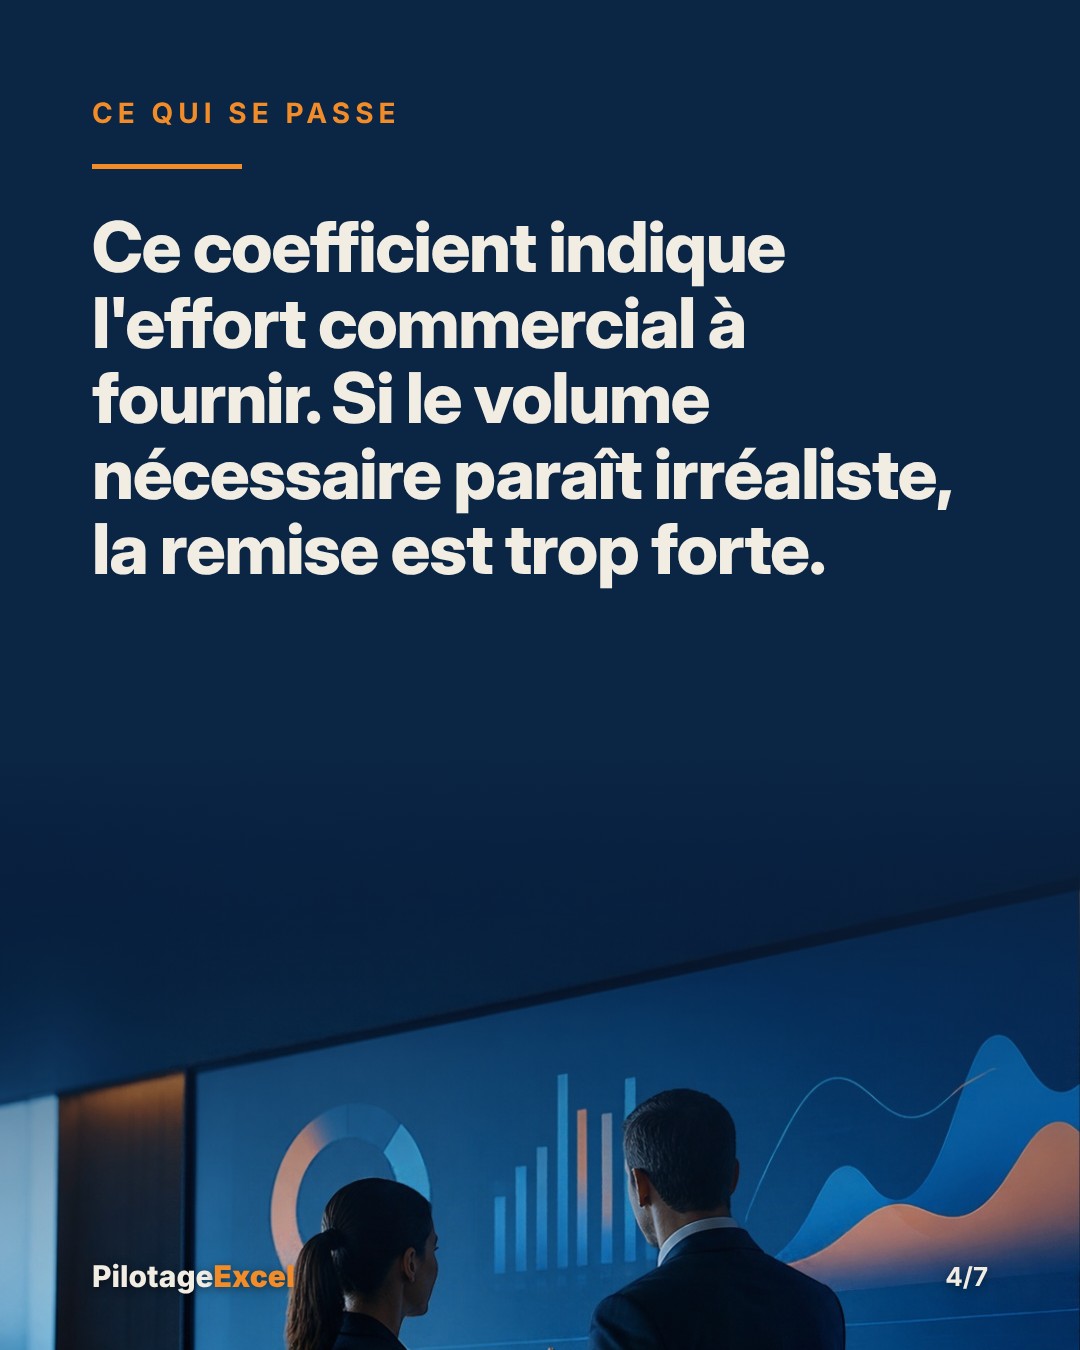 CE QUI SE PASSE
Ce coefficient indique
l'effort commercial à
fournir. Si le volume
nécessaire paraît irréaliste,
la remise est trop forte.
PilotageExcel
4/7